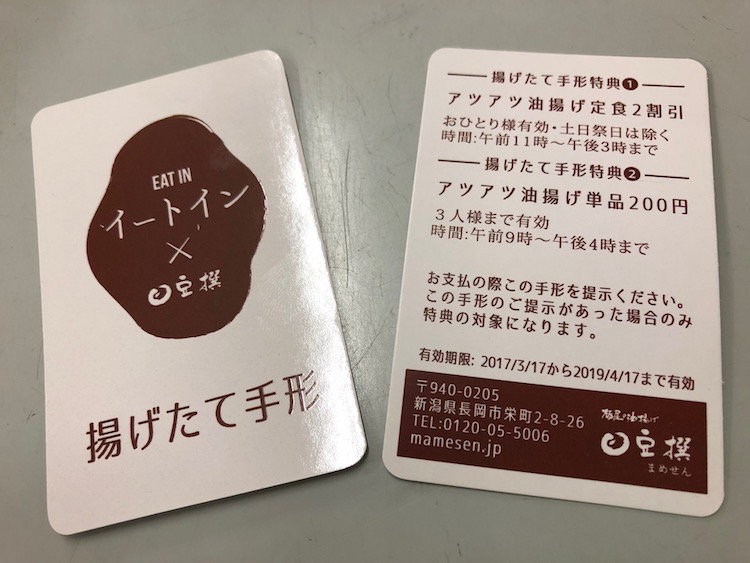 EAT IN
イートイン
×
豆撰
揚げたて手形
揚げたて手形特典❶
アツアツ油揚げ定食2割引
おひとり様有効・土日祭日は除く
時間:午前11時～午後3時まで
揚げたて手形特典❷
アツアツ油揚げ単品200円
3人様まで有効
時間:午前9時～午後4時まで
お支払の際この手形を提示ください。
この手形のご提示があった場合のみ
特典の対象になります。
有効期限: 2017/3/17から2019/4/17まで有効
〒940-0205
新潟県長岡市栄町2-8-26
TEL:0120-05-5006
mamesen.jp
栃尾の油揚げ
豆撰
まめせん